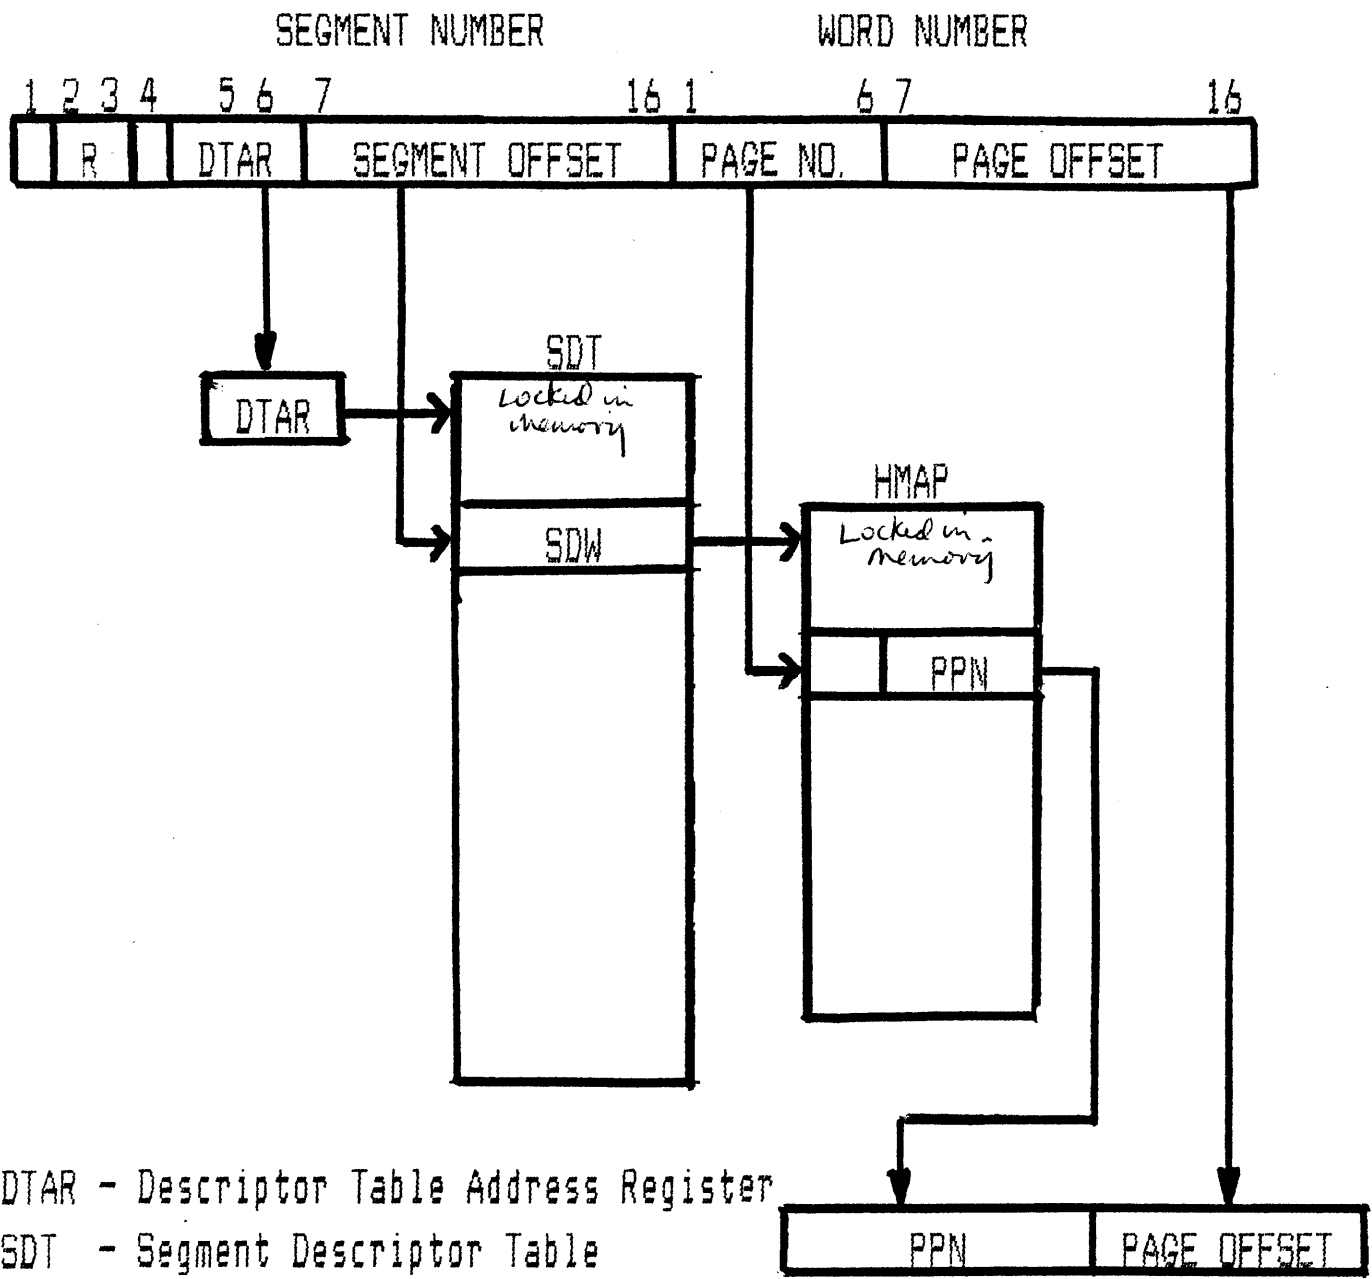 SEGMENT NUMBER WORD NUMBER
1 2 3 4 5 6 7 16 1 6 7 16
R DTAR SEGMENT OFFSET PAGE NO. PAGE OFFSET
SDT
Locked in
memory
DTAR
HMAP
Locked in
memory
SDW
PPN
DTAR - Descriptor Table Address Register
SDT - Segment Descriptor Table
PPN PAGE OFFSET